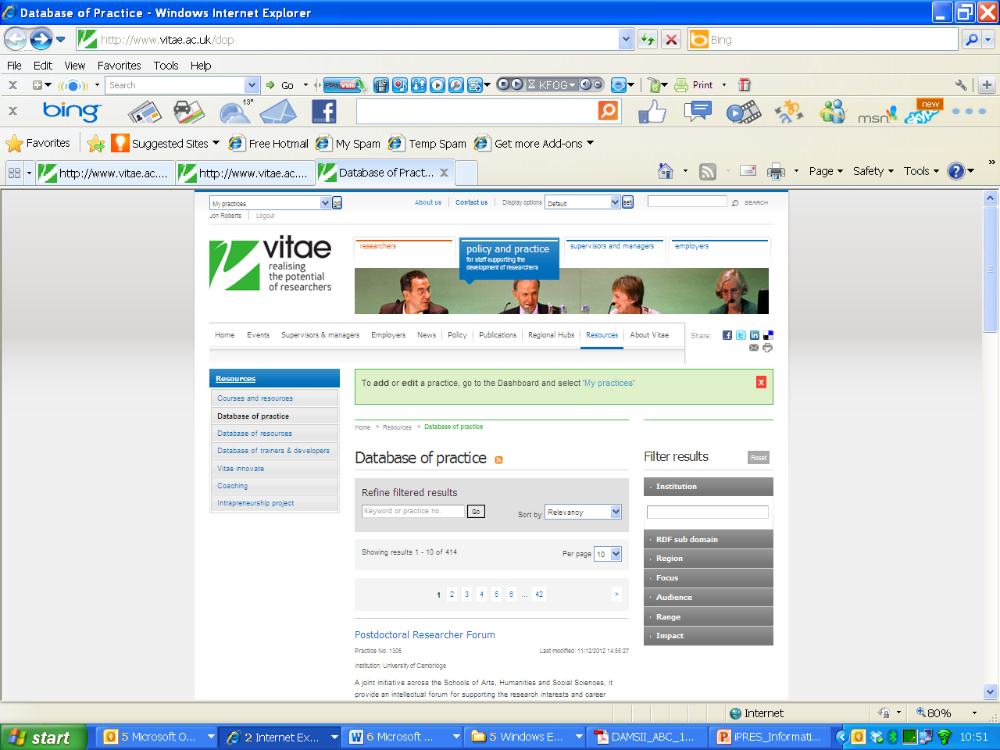 Database of Practice - Windows Internet Explorer
http://www.vitae.ac.uk/dop
Bing
File Edit View Favorites Tools Help
Search Go Play Vids KFOG Print
bing 13° msn skype new
Favorites Suggested Sites Free Hotmail My Spam Temp Spam Get more Add-ons
http://www.vitae.ac.... http://www.vitae.ac.... Database of Pract... Page Safety Tools
My practices go About us Contact us Display options Default set SEARCH
Jon Roberts Logout
vitae
realising
the potential
of researchers
researchers
policy and practice
for staff supporting the
development of researchers
supervisors and managers
employers
Home Events Supervisors & managers Employers News Policy Publications Regional Hubs Resources About Vitae Share:
Resources
Courses and resources
Database of practice
Database of resources
Database of trainers & developers
Vitae innovate
Coaching
Intrapreneurship project
To add or edit a practice, go to the Dashboard and select 'My practices' x
Home » Resources » Database of practice
Database of practice
Refine filtered results
Keyword or practice no. Go Sort by Relevancy
Showing results 1 - 10 of 414 Per page 10
1 2 3 4 5 6 ... 42 >
Postdoctoral Researcher Forum
Practice No. 1305 Last modified: 11/12/2012 14:55:27
Institution: University of Cambridge
A joint initiative across the Schools of Arts, Humanities and Social Sciences, it
provide an intellectual forum for supporting the research interests and career
Filter results Reset
Institution
RDF sub domain
Region
Focus
Audience
Range
Impact
Internet 80%
start 5 Microsoft O... 2 Internet Ex... 6 Microsoft ... 5 Windows E... DAMSII_ABC_1... iPRES_Informati... 10:51